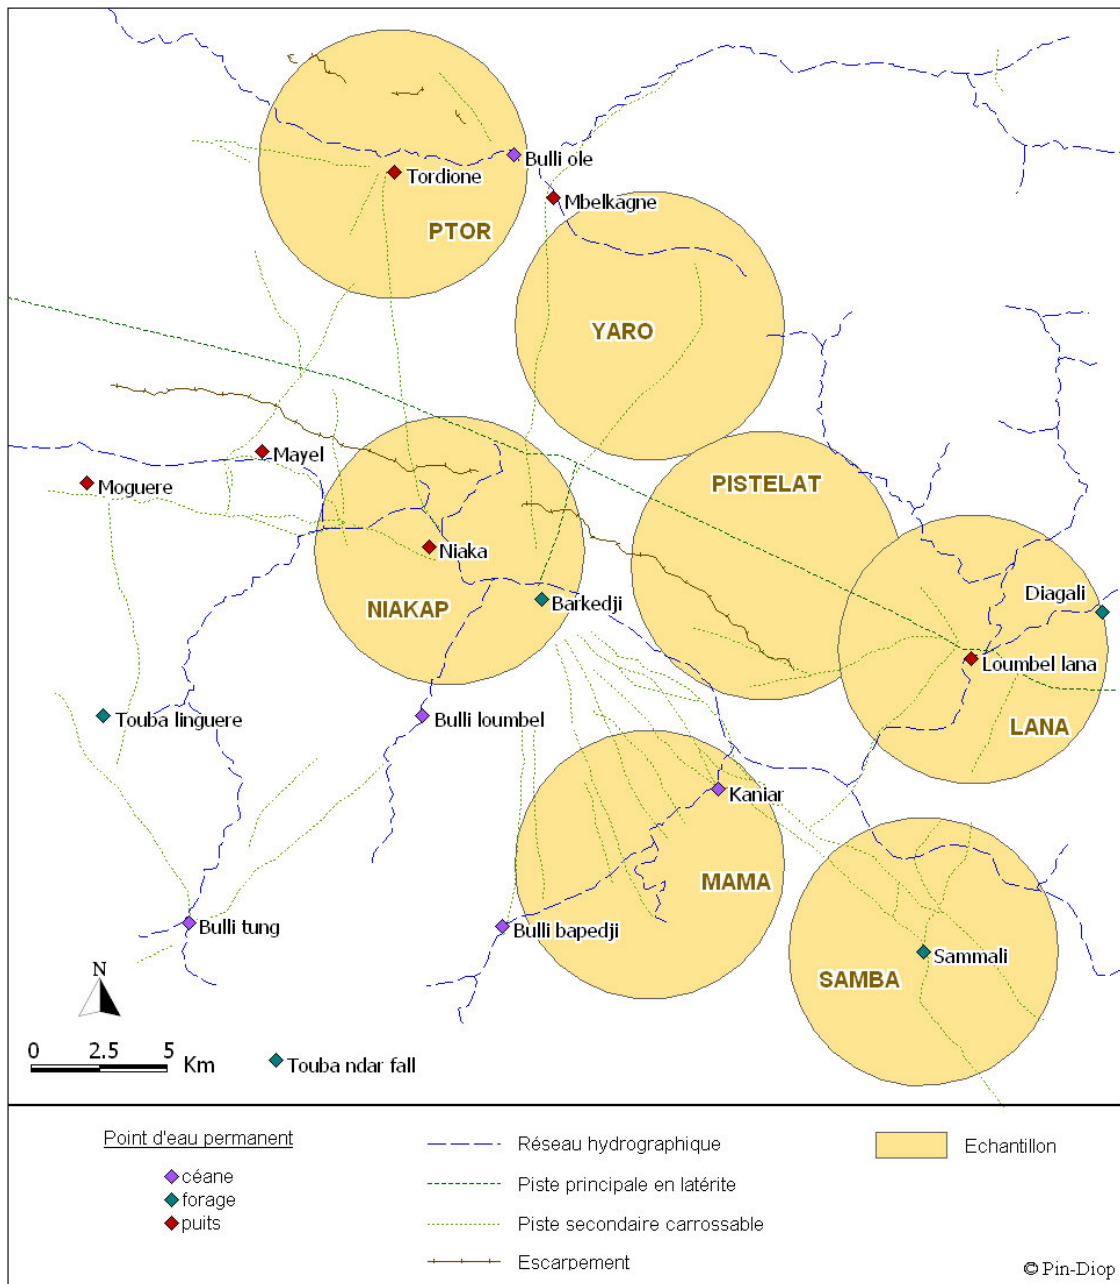 Bulli ole
Tordione
Mbelkagne
PTOR
YARO
Mayel
Moguere
PISTELAT
Niaka
NIAKAP
Barkedji
Diagali
Loumbel lana
Touba linguere
Bulli loumbel
LANA
Kaniar
MAMA
Bulli tung
Bulli bapedji
Sammali
SAMBA
N
0 2.5 5
Km
Touba ndar fall
Point d'eau permanent
céane
forage
puits
Réseau hydrographique
Piste principale en latérite
Piste secondaire carrossable
Escarpement
Echantillon
© Pin-Diop